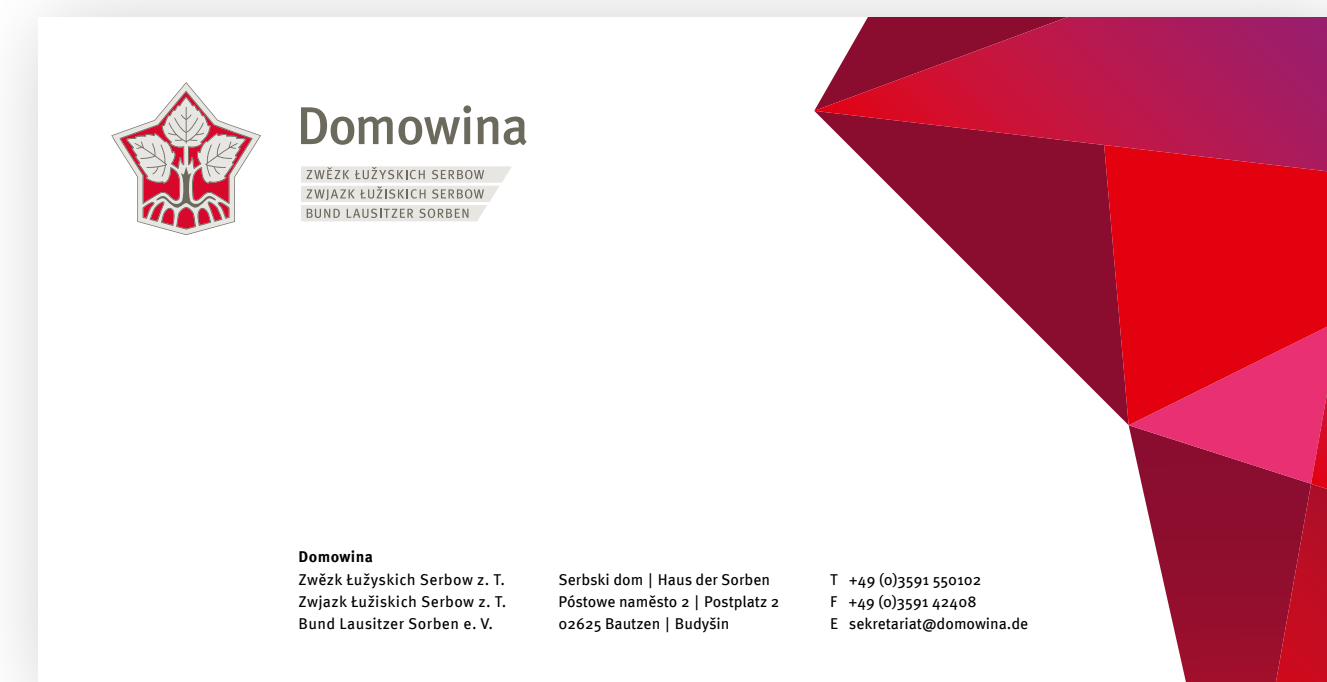 Domowina
ZWĚZK ŁUŽYSKICH SERBOW
ZWJAZK ŁUŽISKICH SERBOW
BUND LAUSITZER SORBEN
Domowina
Zwězk Łužyskich Serbow z. T.
Zwjazk Łužiskich Serbow z. T.
Bund Lausitzer Sorben e. V.
Serbski dom | Haus der Sorben
Póstowe naměsto 2 | Postplatz 2
02625 Bautzen | Budyšin
T +49 (0)3591 550102
F +49 (0)3591 42408
E sekretariat@domowina.de